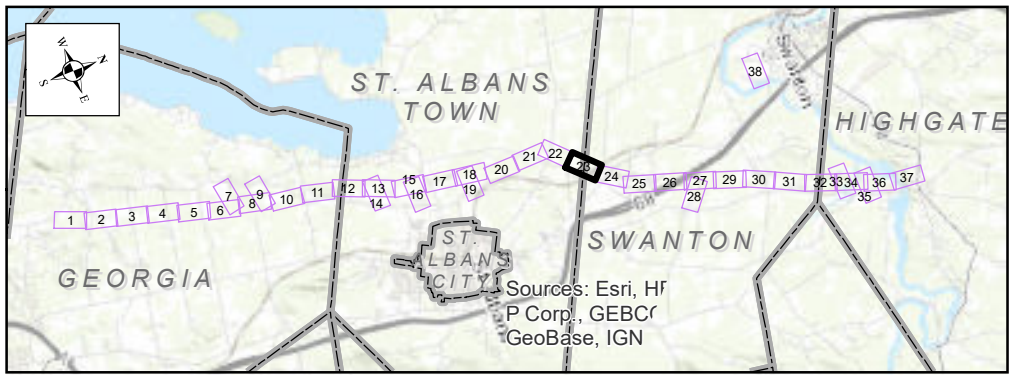 W
N
S
E
ST. ALBANS
TOWN
HIGHGATE
SWANTON
GEORGIA
ST.
ALBANS
CITY
Swanton
1
2
3
4
5
6
7
8
9
10
11
12
13
14
15
16
17
18
19
20
21
22
23
24
25
26
27
28
29
30
31
32
33
34
35
36
37
38
Sources: Esri, HE
P Corp., GEBCO
GeoBase, IGN